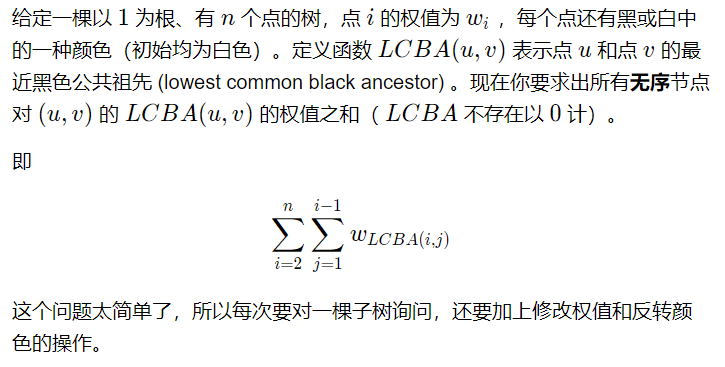 给定一棵以 1 为根、有 n 个点的树，点 i 的权值为 w_i ，每个点还有黑或白中
的一种颜色（初始均为白色）。定义函数 LCBA(u, v) 表示点 u 和点 v 的最
近黑色公共祖先 (lowest common black ancestor) 。现在你要求出所有无序节点
对 (u, v) 的 LCBA(u, v) 的权值之和（ LCBA 不存在以 0 计）。
即
\sum_{i=2}^{n} \sum_{j=1}^{i-1} w_{LCBA(i,j)}
这个问题太简单了，所以每次要对一棵子树询问，还要加上修改权值和反转颜
色的操作。